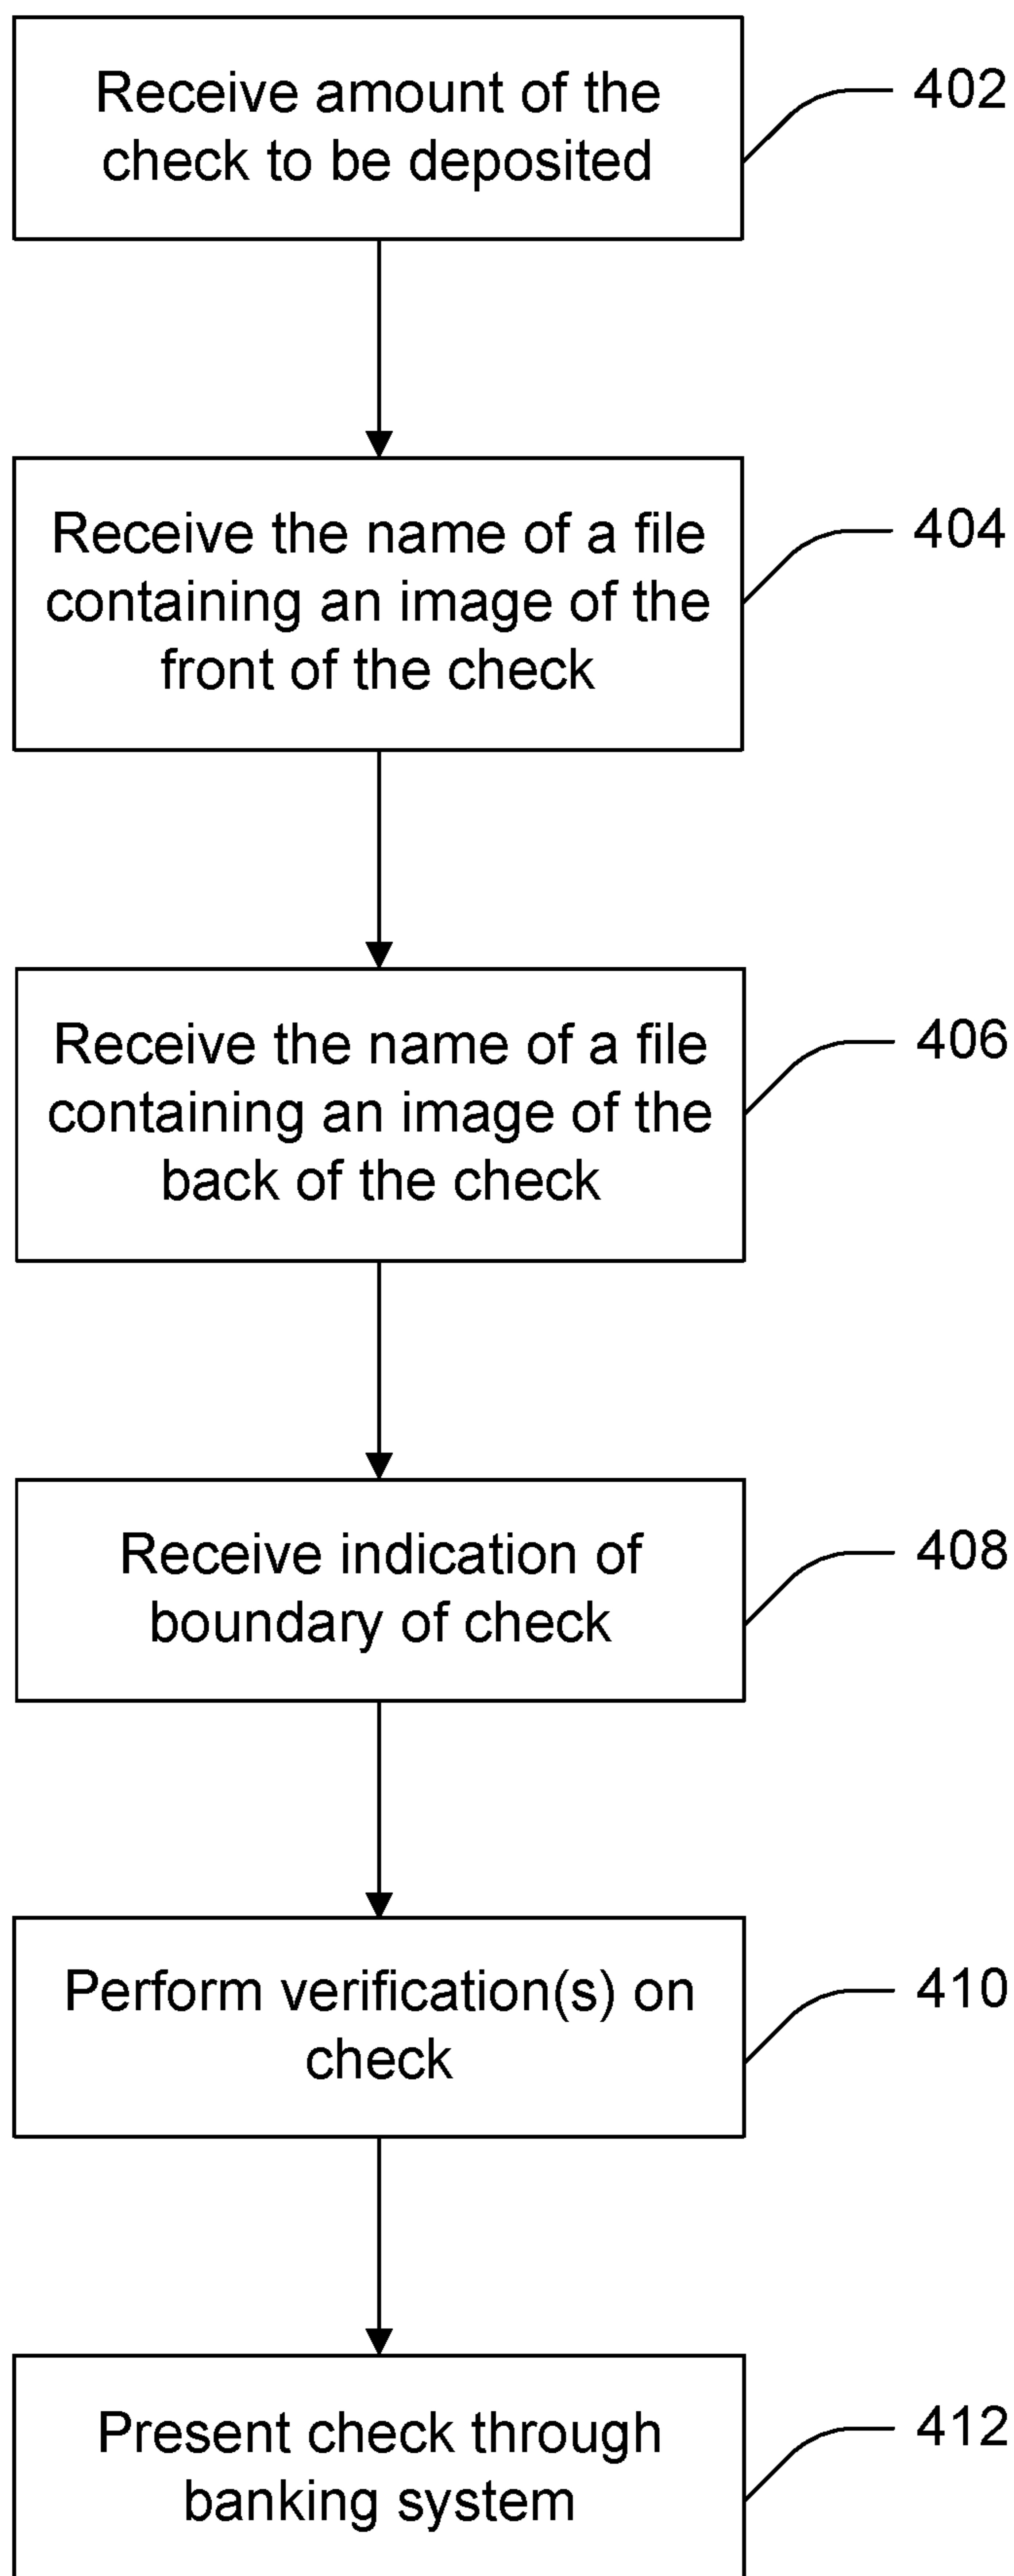 Receive amount of the
check to be deposited
402
Receive the name of a file
containing an image of the
front of the check
404
Receive the name of a file
containing an image of the
back of the check
406
Receive indication of
boundary of check
408
Perform verification(s) on
check
410
Present check through
banking system
412